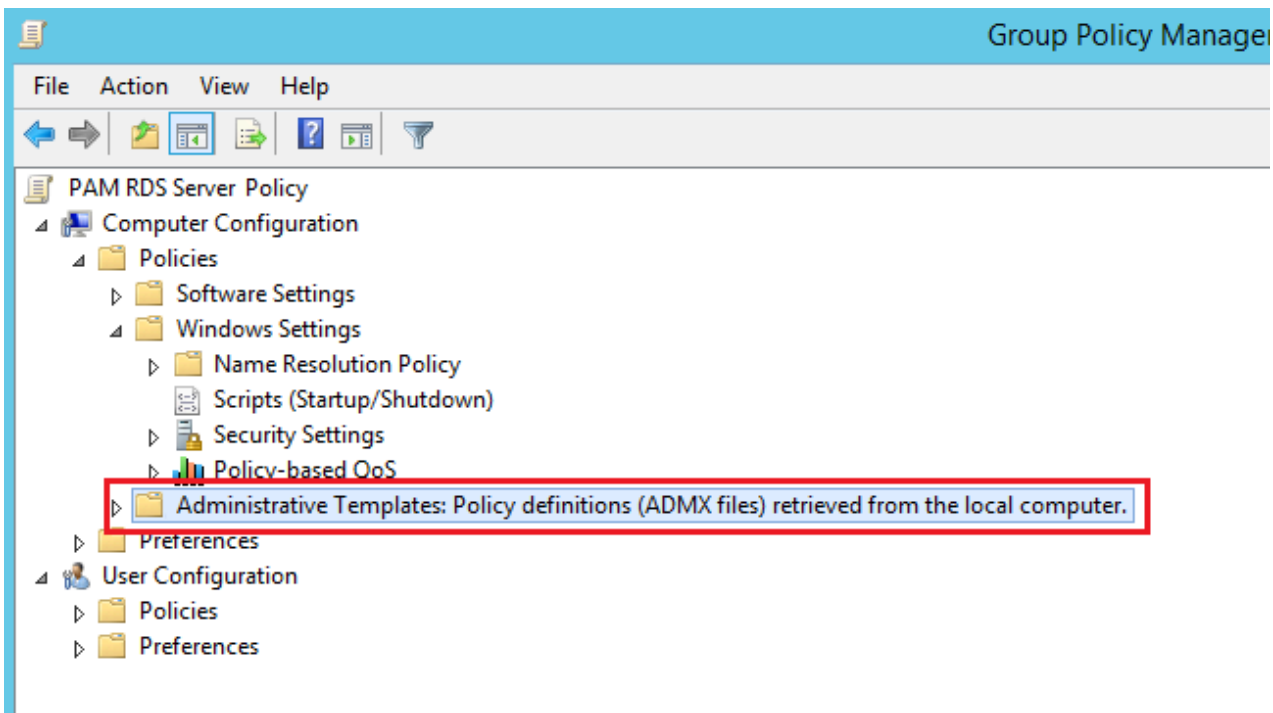 Group Policy Manager
File Action View Help
PAM RDS Server Policy
Computer Configuration
Policies
Software Settings
Windows Settings
Name Resolution Policy
Scripts (Startup/Shutdown)
Security Settings
Policy-based QoS
Administrative Templates: Policy definitions (ADMX files) retrieved from the local computer.
Preferences
User Configuration
Policies
Preferences